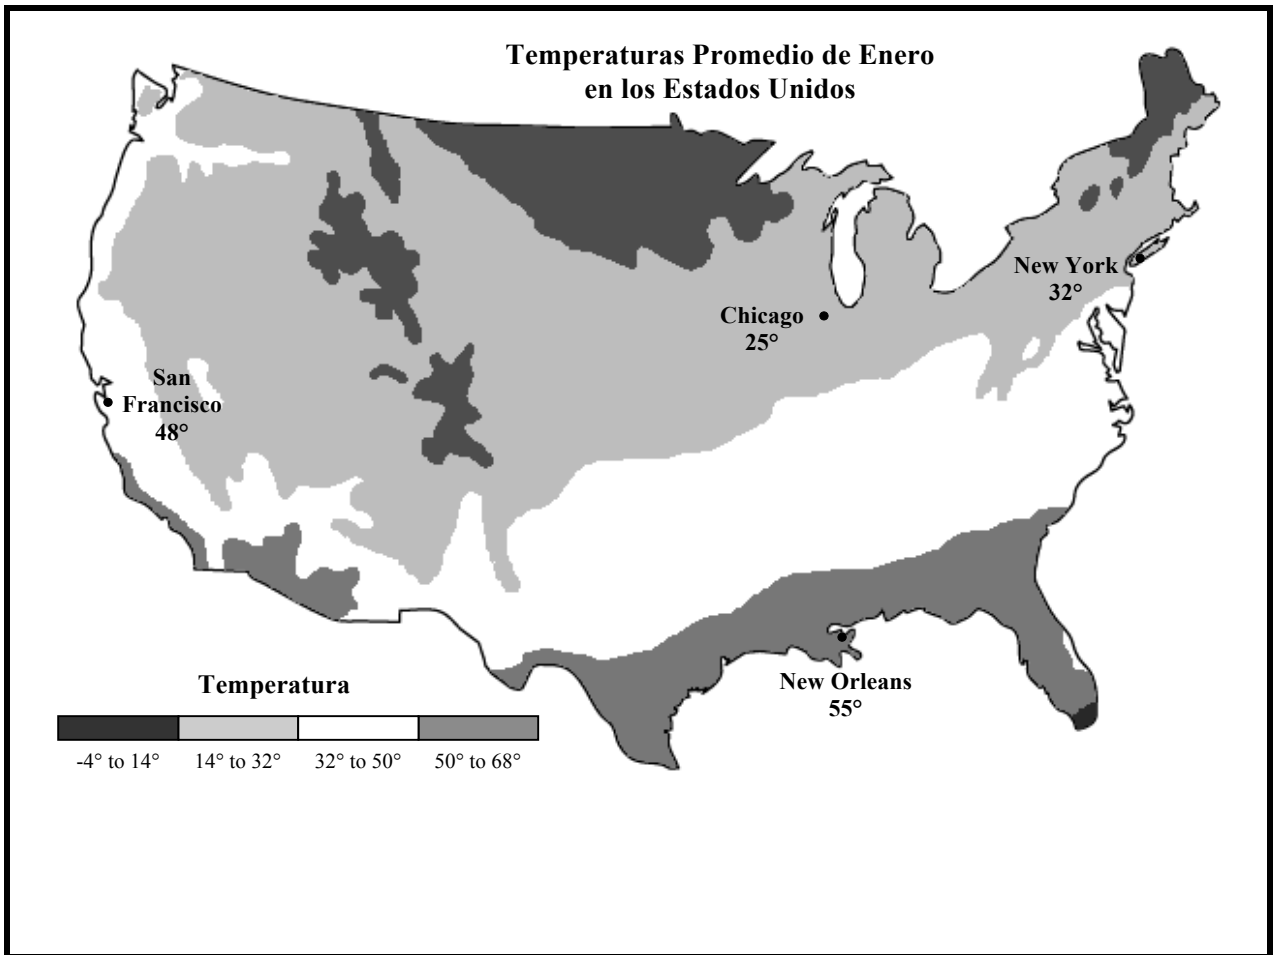 Temperaturas Promedio de Enero
en los Estados Unidos
New York
32°
Chicago
25°
San
Francisco
48°
New Orleans
55°
Temperatura
-4° to 14°
14° to 32°
32° to 50°
50° to 68°